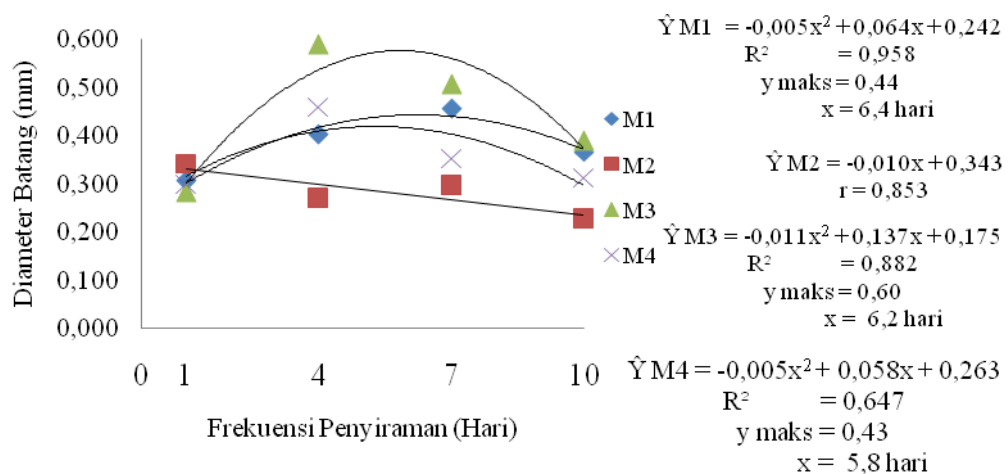 0,600
0,500
0,400
0,300
0,200
0,100
0,000
Diameter Batang (mm)
0 1 4 7 10
Frekuensi Penyiraman (Hari)
M1
M2
M3
M4
Ŷ M1 = -0,005x² + 0,064x + 0,242
R² = 0,958
y maks = 0,44
x = 6,4 hari
Ŷ M2 = -0,010x + 0,343
r = 0,853
Ŷ M3 = -0,011x² + 0,137x + 0,175
R² = 0,882
y maks = 0,60
x = 6,2 hari
Ŷ M4 = -0,005x² + 0,058x + 0,263
R² = 0,647
y maks = 0,43
x = 5,8 hari